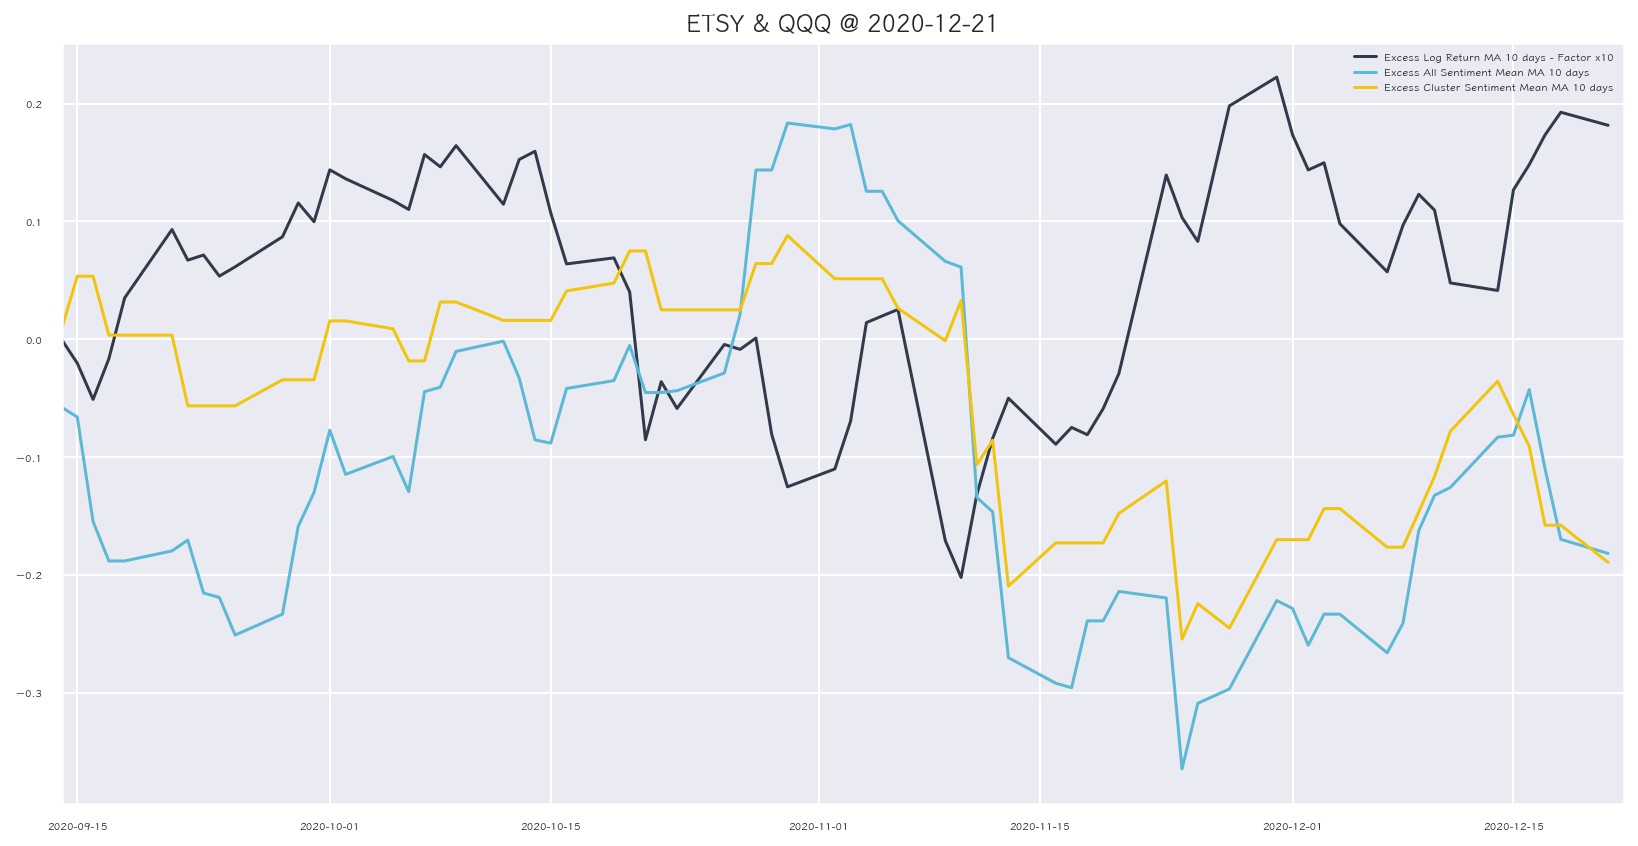 ETSY & QQQ @ 2020-12-21
Excess Log Return MA 10 days - Factor x10
Excess All Sentiment Mean MA 10 days
Excess Cluster Sentiment Mean MA 10 days
0.2
0.1
0.0
−0.1
−0.2
−0.3
2020-09-15 2020-10-01 2020-10-15 2020-11-01 2020-11-15 2020-12-01 2020-12-15